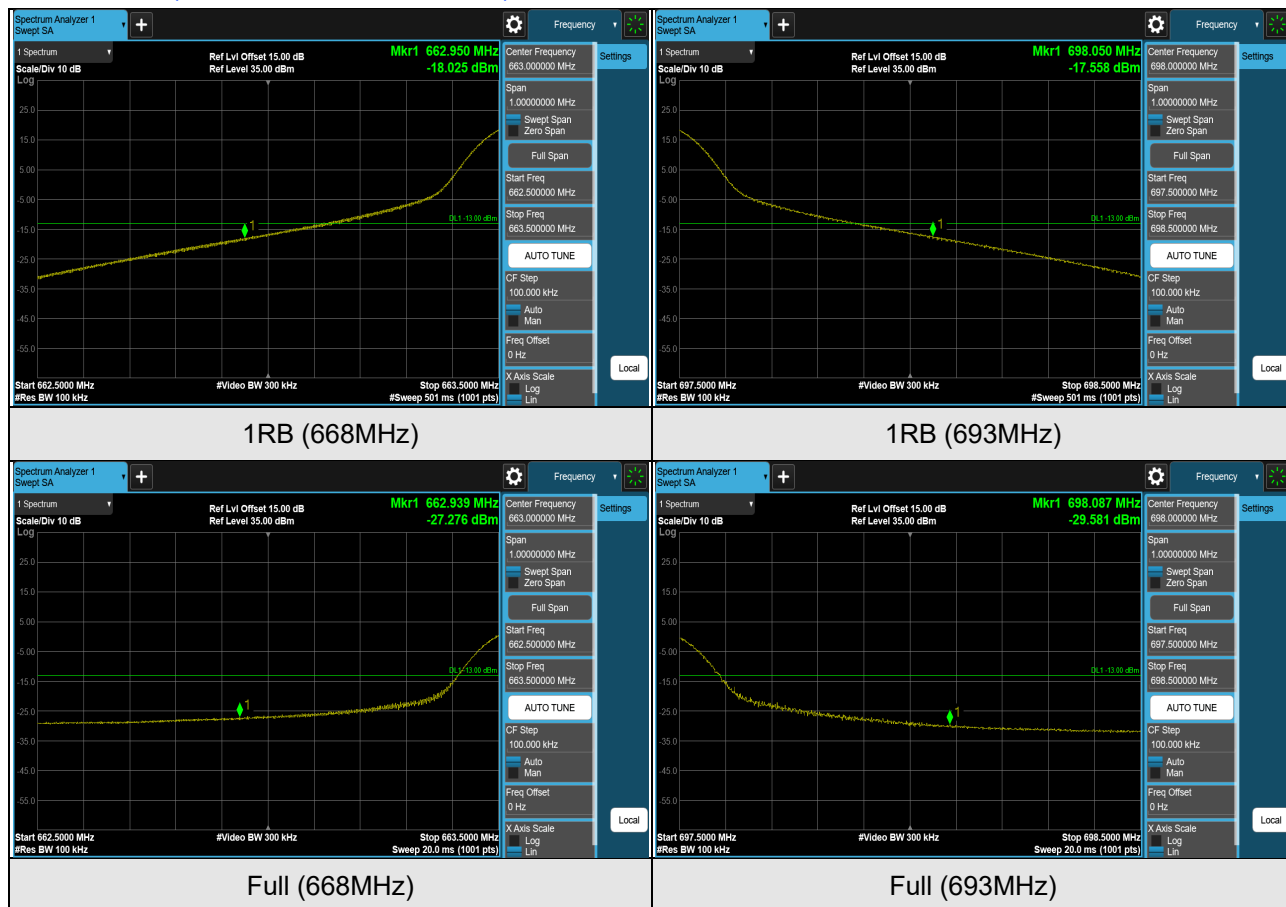 Spectrum Analyzer 1
Swept SA
+
Frequency
1 Spectrum
Scale/Div 10 dB
Log
Ref Lvl Offset 15.00 dB
Ref Level 35.00 dBm
Mkr1 662.950 MHz
-18.025 dBm
25.0
15.0
5.00
-5.00
-15.0
-25.0
-35.0
-45.0
-55.0
1
DL1 -13.00 dBm
Start 662.5000 MHz
#Res BW 100 kHz
#Video BW 300 kHz
Stop 663.5000 MHz
#Sweep 501 ms (1001 pts)
Center Frequency
663.000000 MHz
Span
1.00000000 MHz
Swept Span
Zero Span
Full Span
Start Freq
662.500000 MHz
Stop Freq
663.500000 MHz
AUTO TUNE
CF Step
100.000 kHz
Auto
Man
Freq Offset
0 Hz
X Axis Scale
Log
Lin
Settings
Local
Spectrum Analyzer 1
Swept SA
+
Frequency
1 Spectrum
Scale/Div 10 dB
Log
Ref Lvl Offset 15.00 dB
Ref Level 35.00 dBm
Mkr1 698.050 MHz
-17.558 dBm
25.0
15.0
5.00
-5.00
-15.0
-25.0
-35.0
-45.0
-55.0
1
DL1 -13.00 dBm
Start 697.5000 MHz
#Res BW 100 kHz
#Video BW 300 kHz
Stop 698.5000 MHz
#Sweep 501 ms (1001 pts)
Center Frequency
698.000000 MHz
Span
1.00000000 MHz
Swept Span
Zero Span
Full Span
Start Freq
697.500000 MHz
Stop Freq
698.500000 MHz
AUTO TUNE
CF Step
100.000 kHz
Auto
Man
Freq Offset
0 Hz
X Axis Scale
Log
Lin
Settings
Local
1RB (668MHz)
1RB (693MHz)
Spectrum Analyzer 1
Swept SA
+
Frequency
1 Spectrum
Scale/Div 10 dB
Log
Ref Lvl Offset 15.00 dB
Ref Level 35.00 dBm
Mkr1 662.939 MHz
-27.276 dBm
25.0
15.0
5.00
-5.00
-15.0
-25.0
-35.0
-45.0
-55.0
1
DL1 -13.00 dBm
Start 662.5000 MHz
#Res BW 100 kHz
#Video BW 300 kHz
Stop 663.5000 MHz
Sweep 20.0 ms (1001 pts)
Center Frequency
663.000000 MHz
Span
1.00000000 MHz
Swept Span
Zero Span
Full Span
Start Freq
662.500000 MHz
Stop Freq
663.500000 MHz
AUTO TUNE
CF Step
100.000 kHz
Auto
Man
Freq Offset
0 Hz
X Axis Scale
Log
Lin
Settings
Local
Spectrum Analyzer 1
Swept SA
+
Frequency
1 Spectrum
Scale/Div 10 dB
Log
Ref Lvl Offset 15.00 dB
Ref Level 35.00 dBm
Mkr1 698.087 MHz
-29.581 dBm
25.0
15.0
5.00
-5.00
-15.0
-25.0
-35.0
-45.0
-55.0
1
DL1 -13.00 dBm
Start 697.5000 MHz
#Res BW 100 kHz
#Video BW 300 kHz
Stop 698.5000 MHz
Sweep 20.0 ms (1001 pts)
Center Frequency
698.000000 MHz
Span
1.00000000 MHz
Swept Span
Zero Span
Full Span
Start Freq
697.500000 MHz
Stop Freq
698.500000 MHz
AUTO TUNE
CF Step
100.000 kHz
Auto
Man
Freq Offset
0 Hz
X Axis Scale
Log
Lin
Settings
Local
Full (668MHz)
Full (693MHz)